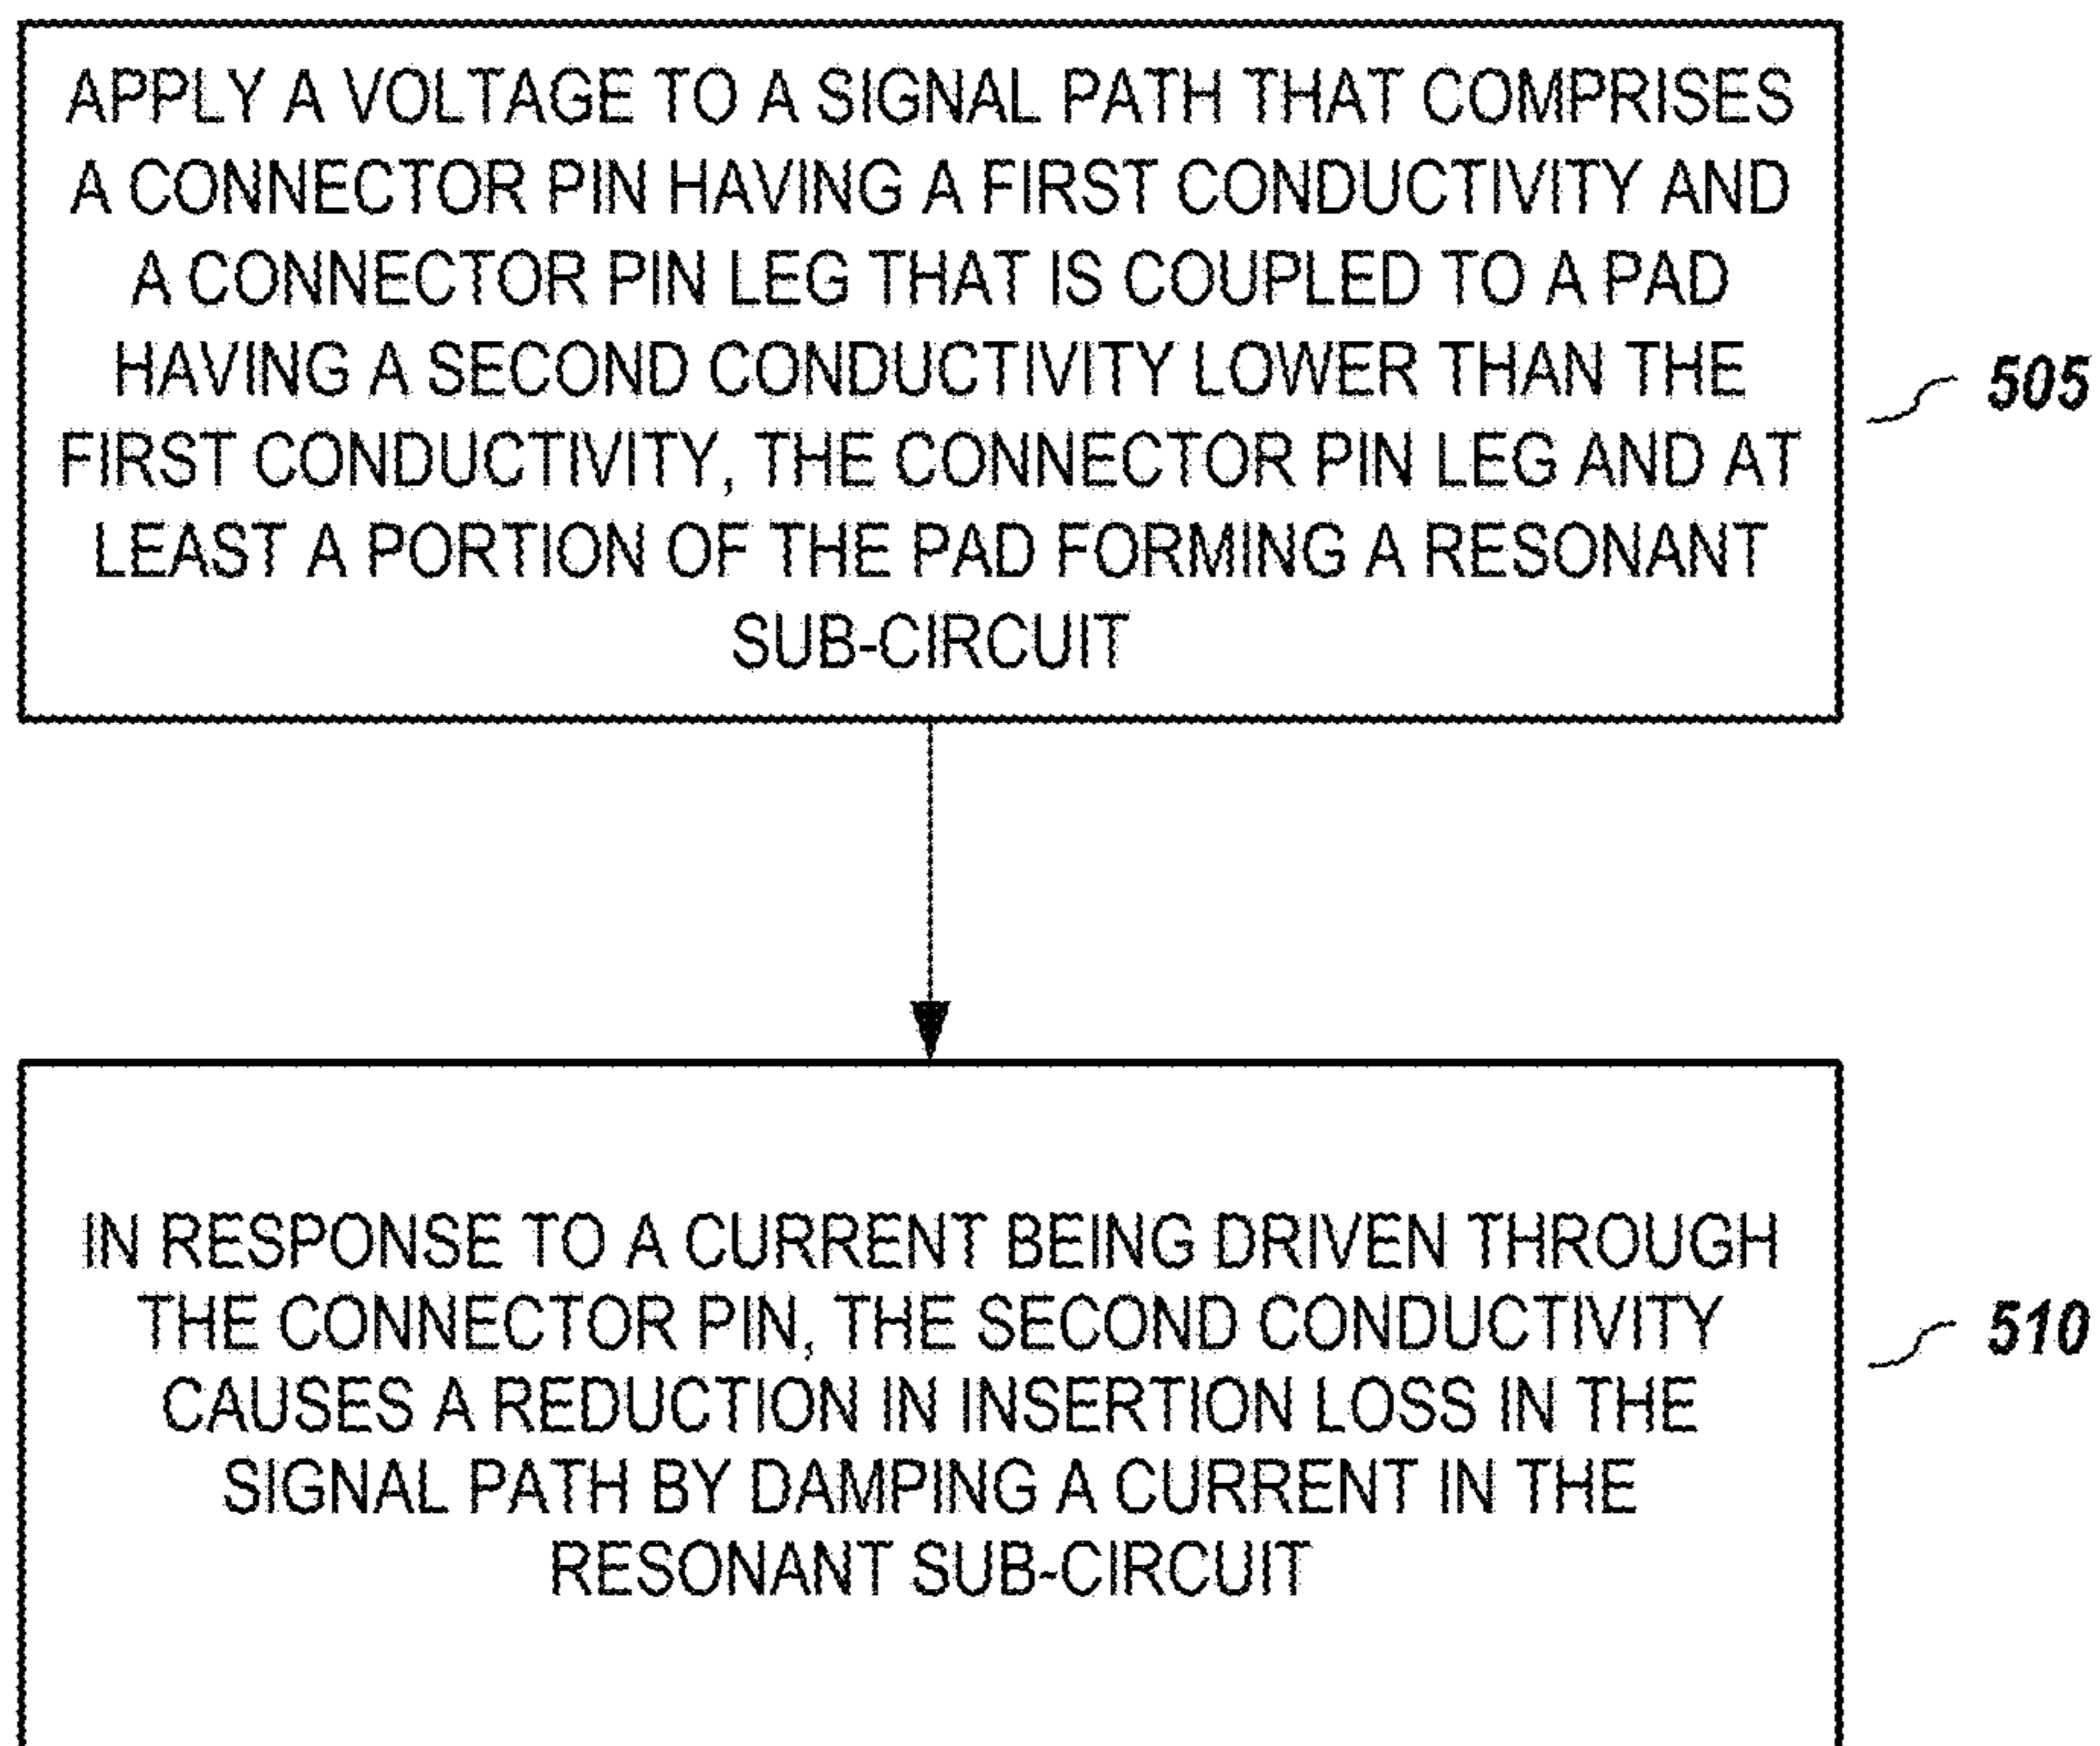 APPLY A VOLTAGE TO A SIGNAL PATH THAT COMPRISES
A CONNECTOR PIN HAVING A FIRST CONDUCTIVITY AND
A CONNECTOR PIN LEG THAT IS COUPLED TO A PAD
HAVING A SECOND CONDUCTIVITY LOWER THAN THE
FIRST CONDUCTIVITY, THE CONNECTOR PIN LEG AND AT
LEAST A PORTION OF THE PAD FORMING A RESONANT
SUB-CIRCUIT
505
IN RESPONSE TO A CURRENT BEING DRIVEN THROUGH
THE CONNECTOR PIN, THE SECOND CONDUCTIVITY
CAUSES A REDUCTION IN INSERTION LOSS IN THE
SIGNAL PATH BY DAMPING A CURRENT IN THE
RESONANT SUB-CIRCUIT
510